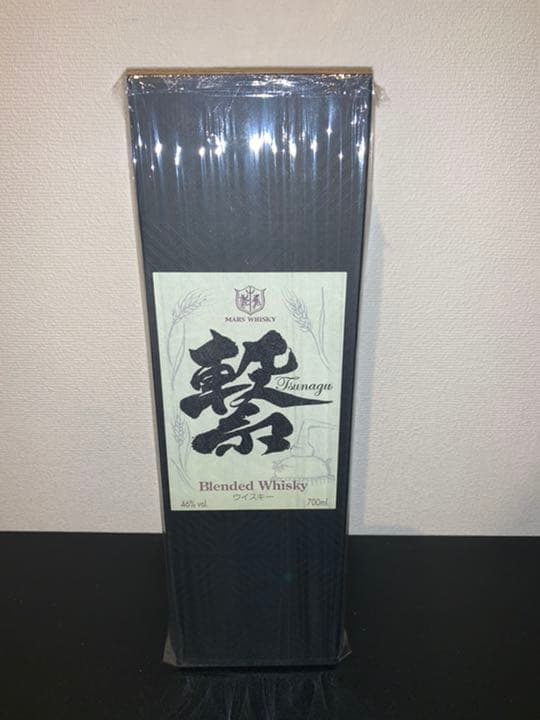 MARS WHISKY
繋
Tsunagu
Blended Whisky
ウイスキー
46% vol.
700ml